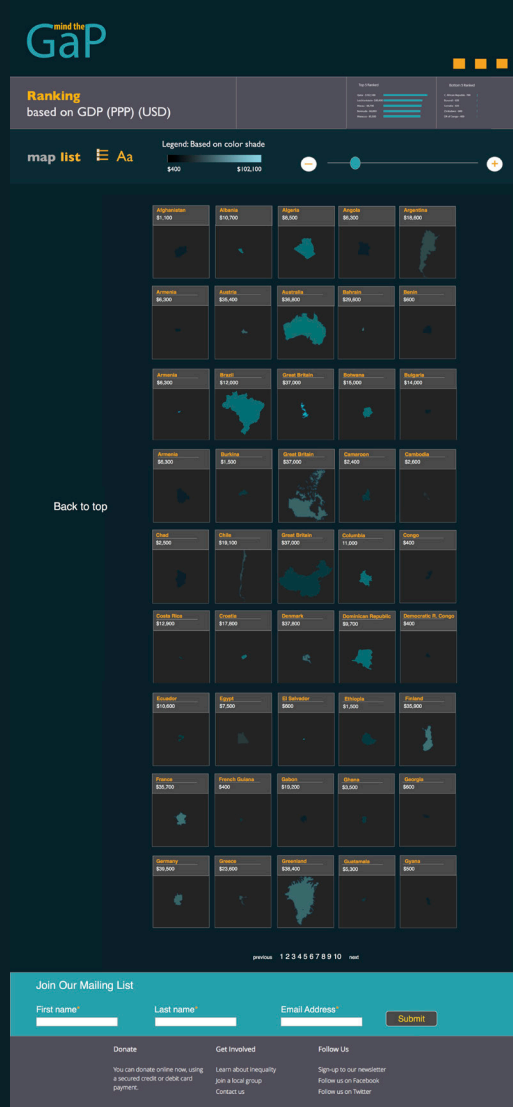 mind the
GaP
Ranking
based on GDP (PPP) (USD)
Top 5 Ranked
map list
Aa
Legend: Based on color shade
$400
$102,100
Afghanistan
$1,100
Albania
$10,700
Algeria
$8,500
Angola
$6,300
Argentina
$18,600
Armenia
$6,300
Austria
$38,400
Australia
$36,800
Bahrain
$29,600
Benin
$600
Armenia
$6,300
Brazil
$12,000
Great Britain
$37,000
Botswana
$15,000
Bulgaria
$14,000
Armenia
$6,300
Burkina
$1,500
Great Britain
$37,000
Cameroon
$2,400
Cambodia
$2,600
Back to top
Chad
$2,500
Chile
$19,100
Great Britain
$37,000
Columbia
11,000
Congo
$400
Costa Rica
$12,900
Croatia
$17,800
Denmark
$37,800
Dominican Republic
$9,700
Democratic R. Congo
$400
Ecuador
$10,600
Egypt
$7,500
El Salvador
$600
Ethiopia
$1,500
Finland
$35,900
France
$35,700
French Guiana
$400
Gabon
$19,200
Ghana
$3,500
Georgia
$600
Germany
$39,500
Greece
$23,600
Greenland
$38,400
Guatemala
$5,300
Gyana
$500
previous 1 2 3 4 5 6 7 8 9 10 next
Join Our Mailing List
First name*
Last name*
Email Address*
Submit
Donate
You can donate online now, using
a secured credit or debit card
payment.
Get Involved
Learn about inequality
Join a local group
Contact us
Follow Us
Sign-up to our newsletter
Follow us on Facebook
Follow us on Twitter